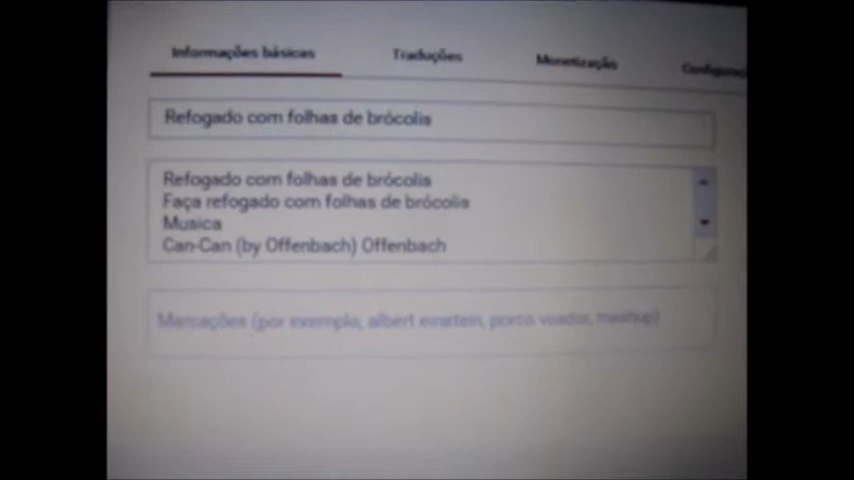 Informações básicas
Traduções
Monetização
Refogado com folhas de brócolis
Refogado com folhas de brócolis
Faça refogado com folhas de brócolis
Musica
Can-Can (by Offenbach) Offenbach
Marcações (por exemplo, albert einstein, porco voador, mashup)